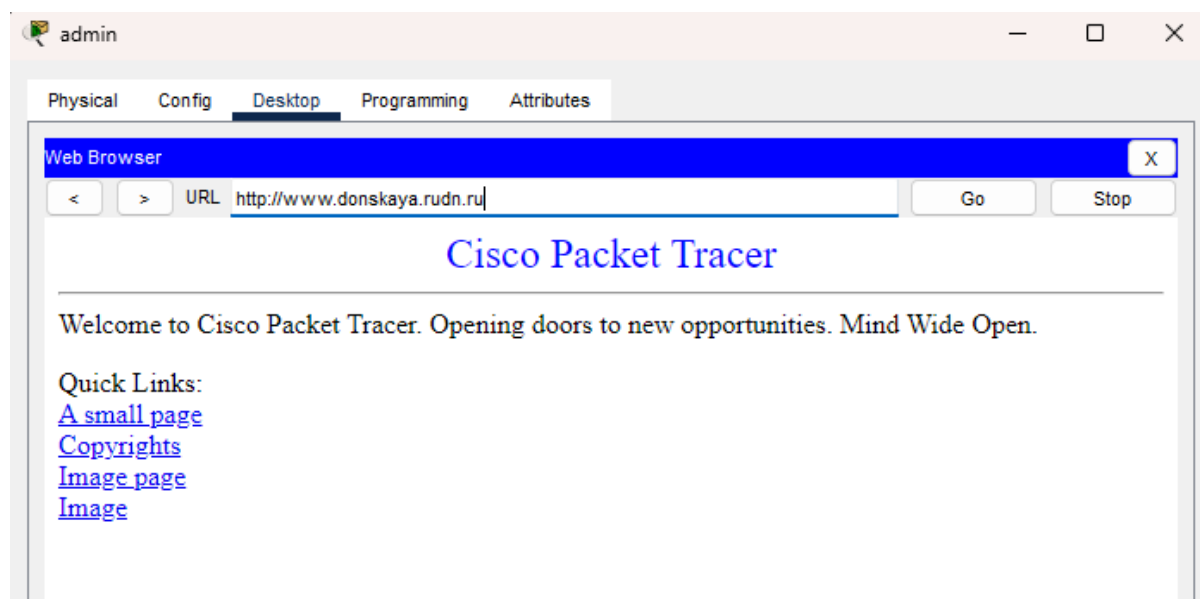 admin
Physical Config Desktop Programming Attributes
Web Browser X
< > URL http://www.donskaya.rudn.ru Go Stop
Cisco Packet Tracer
Welcome to Cisco Packet Tracer. Opening doors to new opportunities. Mind Wide Open.
Quick Links:
A small page
Copyrights
Image page
Image